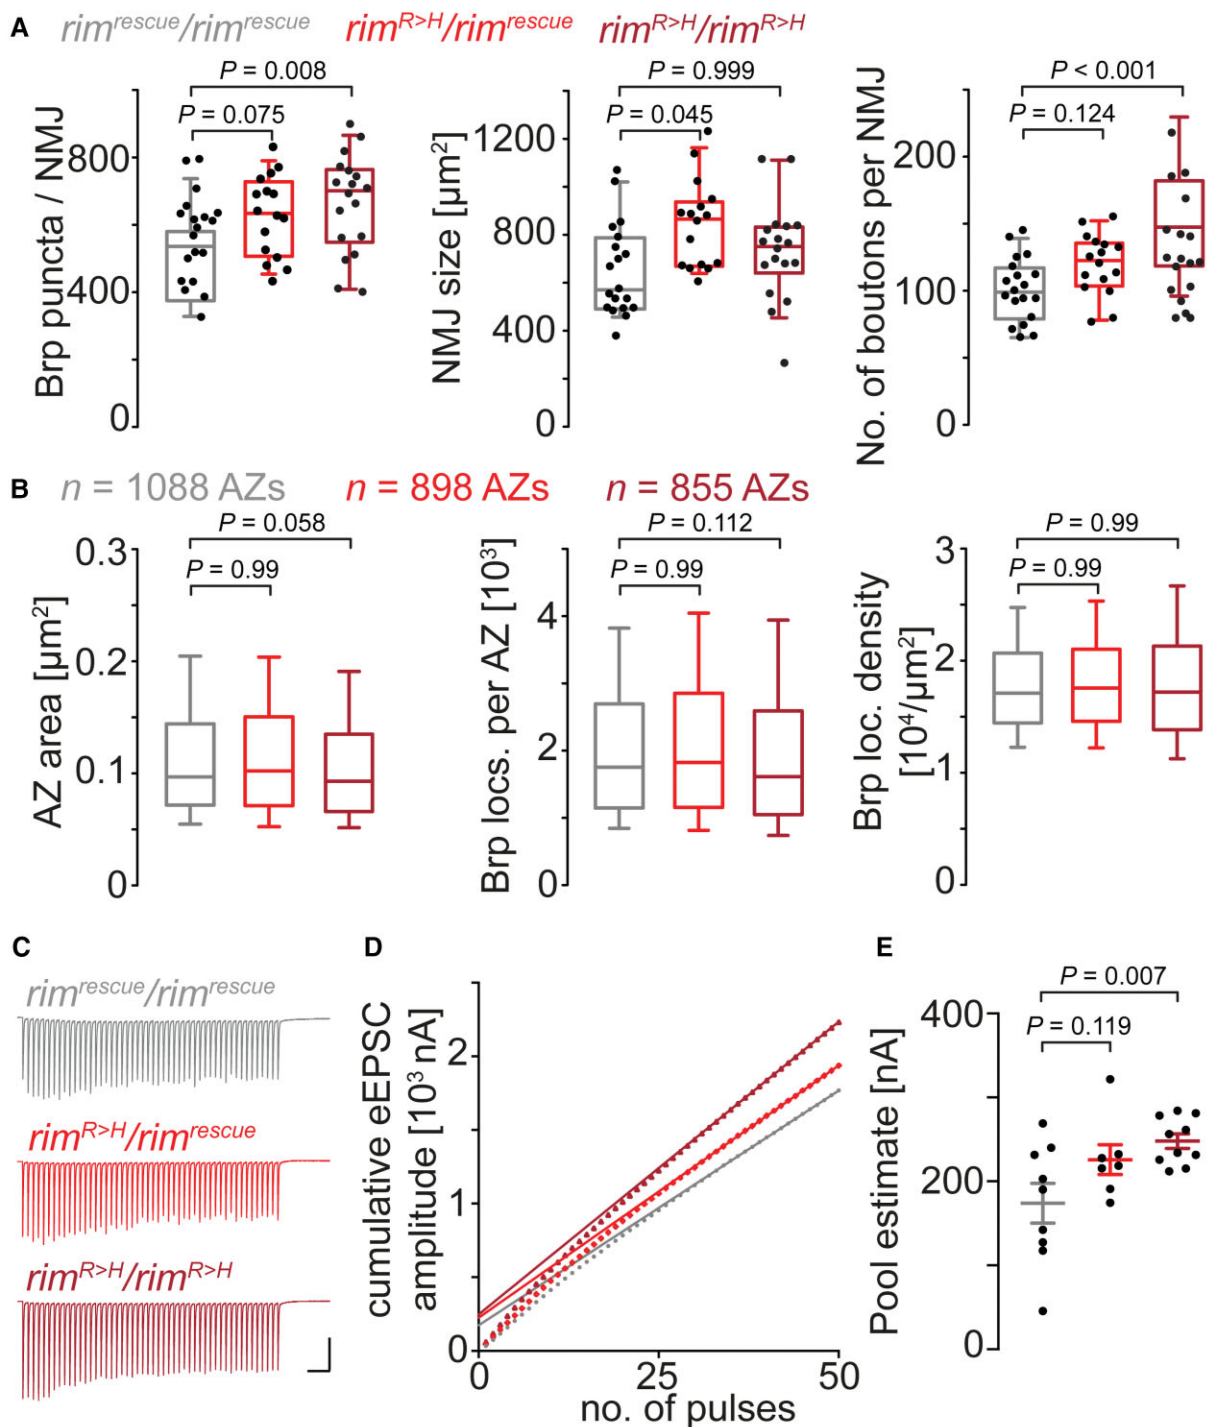 A
rim^rescue/rim^rescue
rim^R>H/rim^rescue
rim^R>H/rim^R>H
P = 0.008
P = 0.075
Brp puncta / NMJ
800
400
0
P = 0.999
P = 0.045
NMJ size [µm²]
1200
800
400
0
P < 0.001
P = 0.124
No. of boutons per NMJ
200
100
0
B
n = 1088 AZs
n = 898 AZs
n = 855 AZs
P = 0.058
P = 0.99
AZ area [µm²]
0.3
0.2
0.1
0
P = 0.112
P = 0.99
Brp locs. per AZ [10³]
4
2
0
P = 0.99
P = 0.99
Brp loc. density
[10⁴/µm²]
3
2
1
0
C
rim^rescue/rim^rescue
rim^R>H/rim^rescue
rim^R>H/rim^R>H
D
cumulative eEPSC
amplitude [10³ nA]
2
1
0
0
25
50
no. of pulses
E
P = 0.007
P = 0.119
Pool estimate [nA]
400
200
0